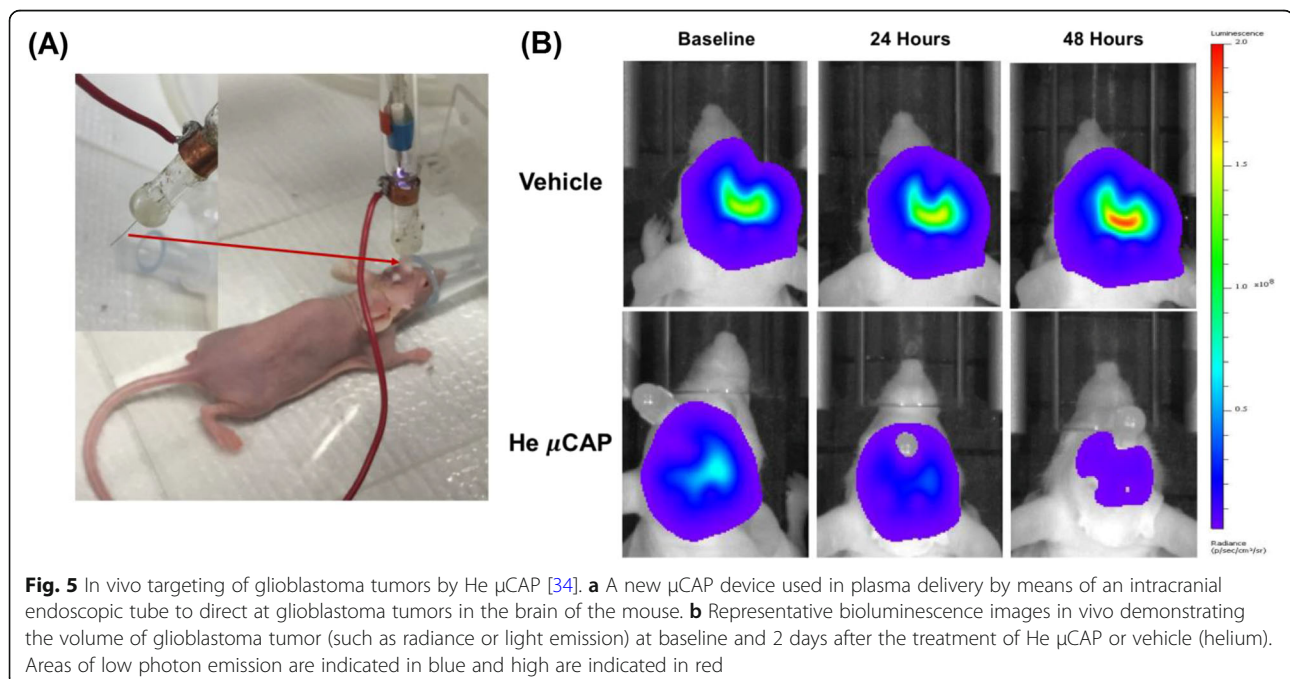 (A)
(B)
Baseline
24 Hours
48 Hours
Vehicle
He μCAP
Luminescence
2.0
1.5
1.0
×10⁸
0.5
Radiance
(p/sec/cm²/sr)
Fig. 5 In vivo targeting of glioblastoma tumors by He μCAP [34]. a A new μCAP device used in plasma delivery by means of an intracranial
endoscopic tube to direct at glioblastoma tumors in the brain of the mouse. b Representative bioluminescence images in vivo demonstrating
the volume of glioblastoma tumor (such as radiance or light emission) at baseline and 2 days after the treatment of He μCAP or vehicle (helium).
Areas of low photon emission are indicated in blue and high are indicated in red